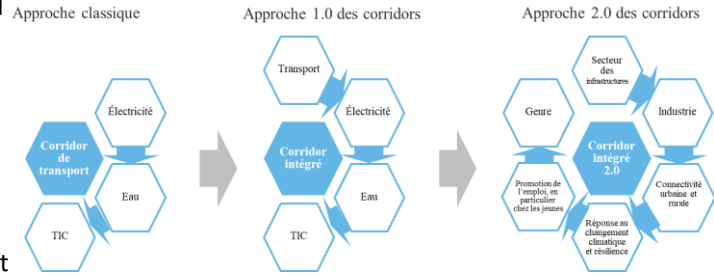 Approche classique
Électricité
Corridor
de
transport
Eau
TIC
Approche 1.0 des corridors
Transport
Électricité
Corridor
intégré
Eau
TIC
Approche 2.0 des corridors
Secteur
des
infrastructures
Genre
Industrie
Corridor
intégré
2.0
Promotion de
l'emploi, en
particulier
chez les jeunes
Connectivité
urbaine et
rurale
Réponse au
changement
climatique
et résilience
t